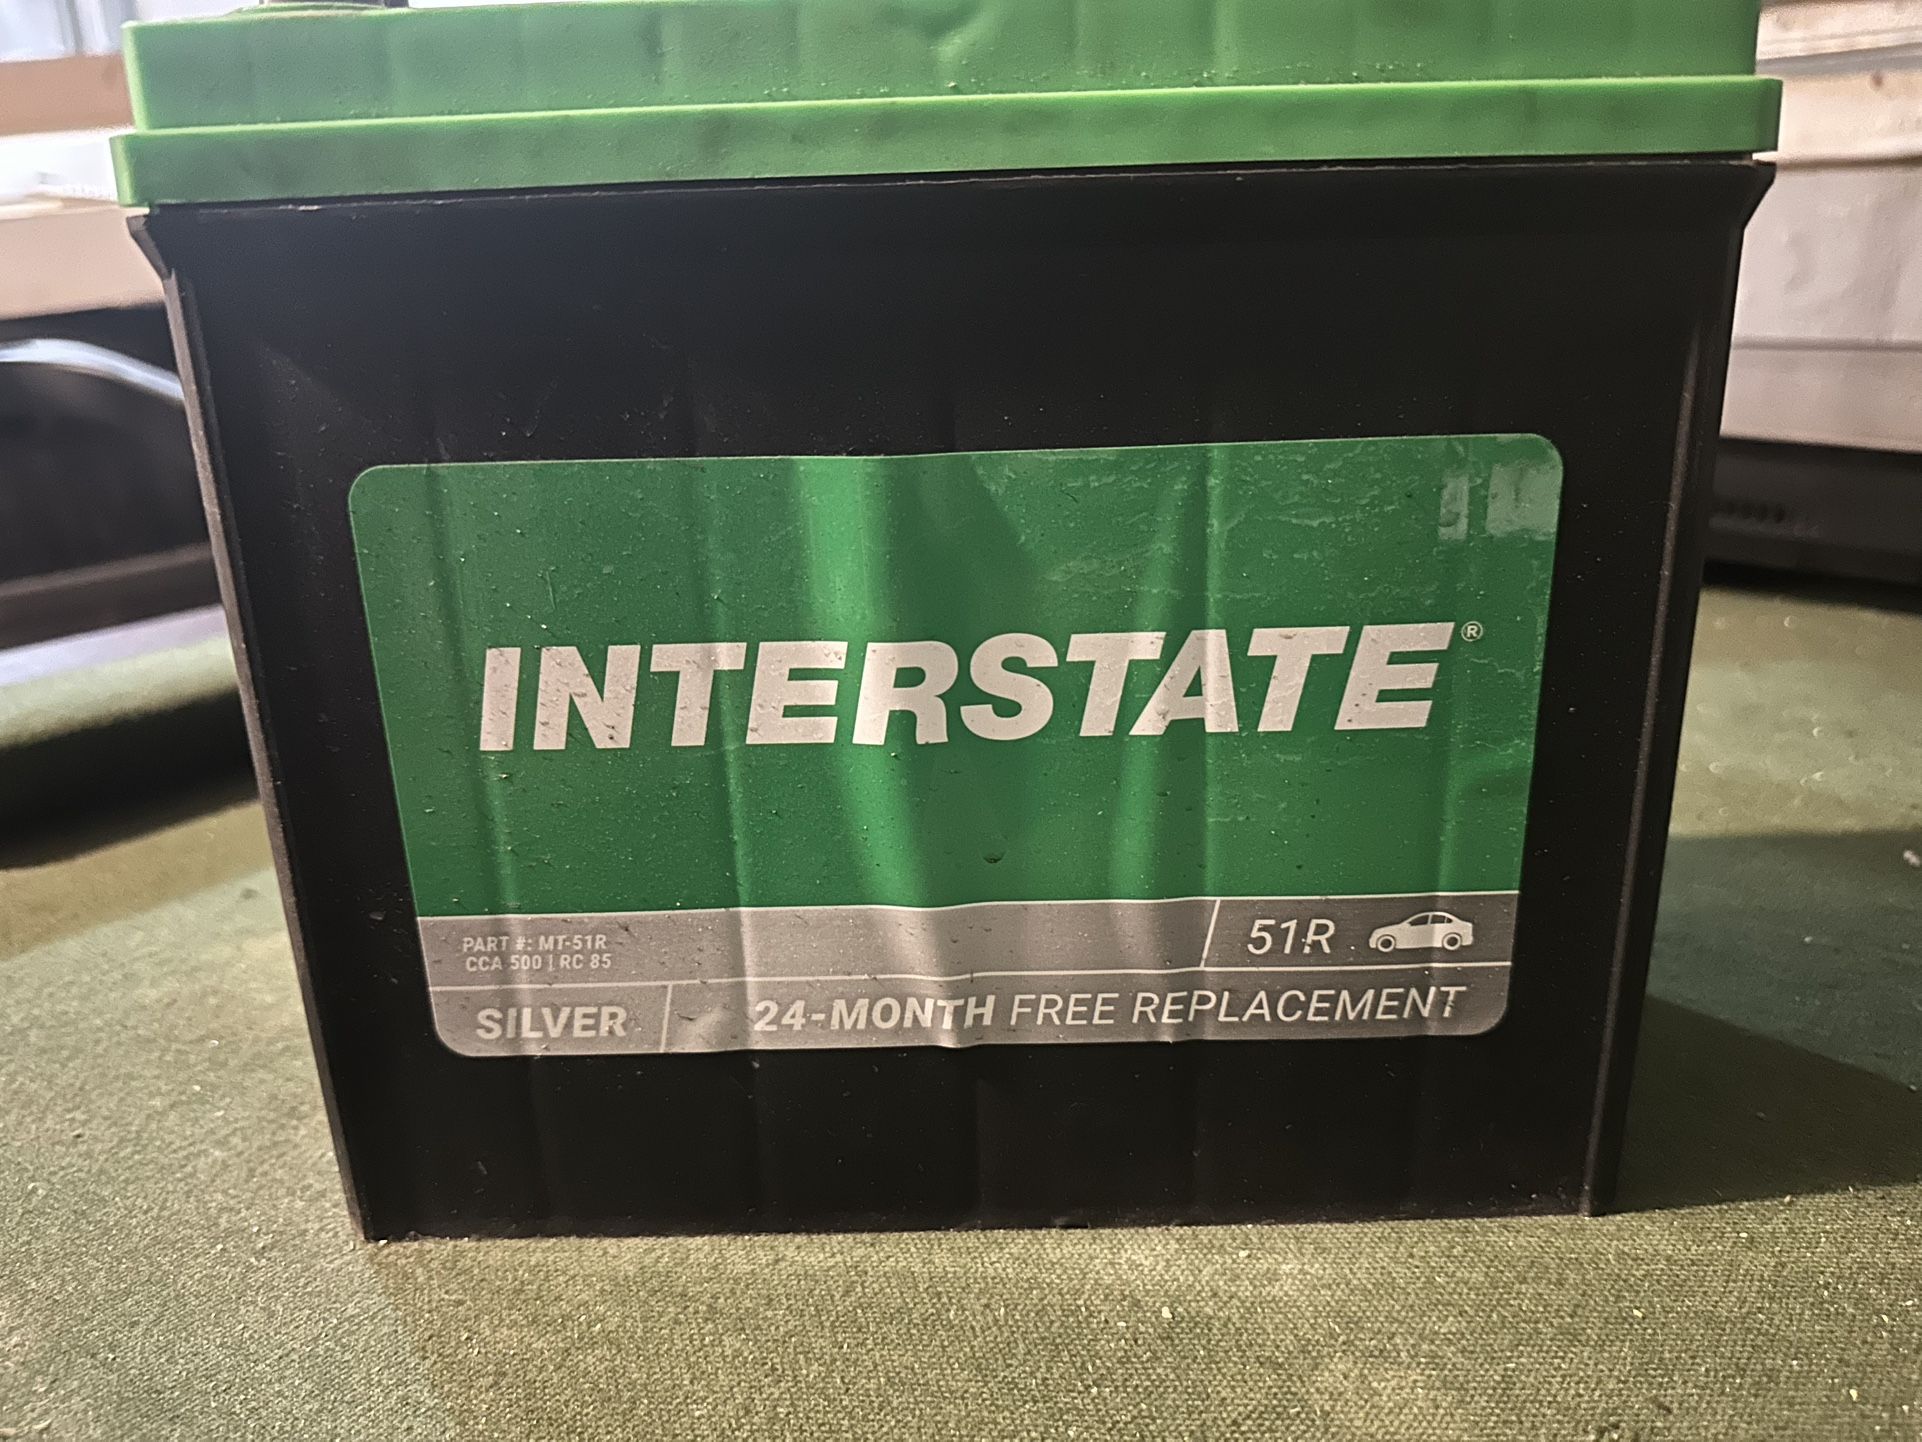 INTERSTATE®
PART #: MT-51R
CCA 500 | RC 85
51R
SILVER
24-MONTH FREE REPLACEMENT